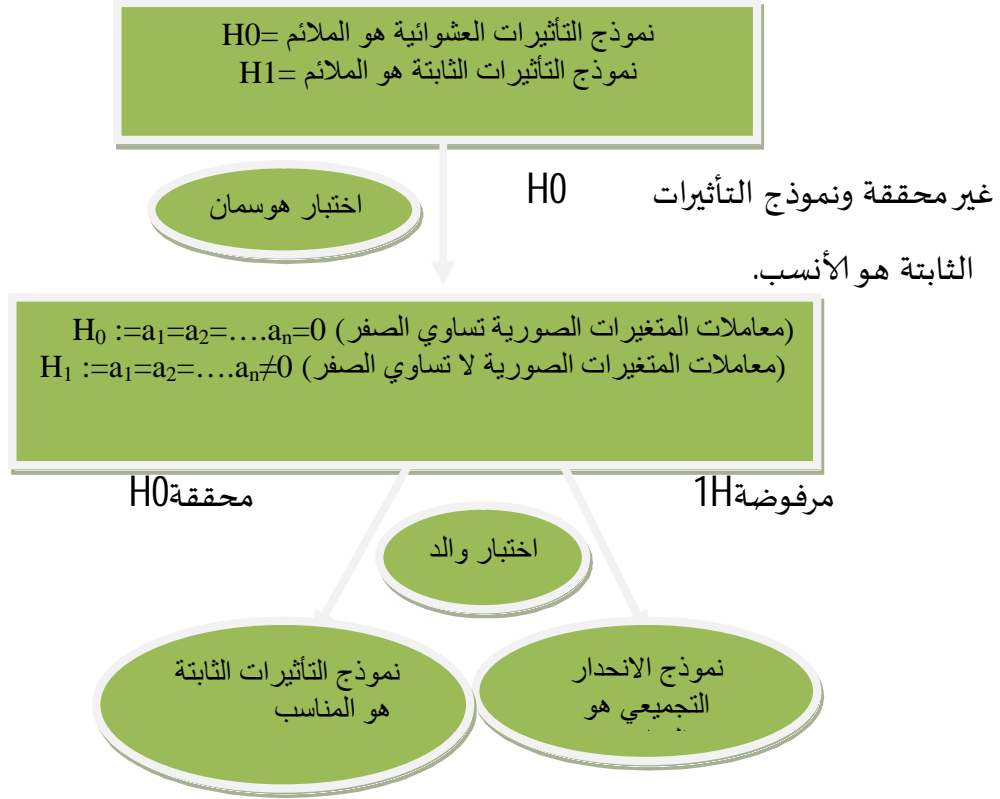 نموذج التأثيرات العشوائية هو الملائم =H0
نموذج التأثيرات الثابتة هو الملائم =H1
اختبار هوسمان
H0 غير محققة ونموذج التأثيرات
الثابتة هو الأنسب.
(معاملات المتغيرات الصورية تساوي الصفر) H₀ :=a₁=a₂=….aₙ=0
(معاملات المتغيرات الصورية لا تساوي الصفر) H₁ :=a₁=a₂=….aₙ≠0
مرفوضة1H
محققة0H
اختبار والد
نموذج الانحدار
التجميعي هو
نموذج التأثيرات الثابتة
هو المناسب